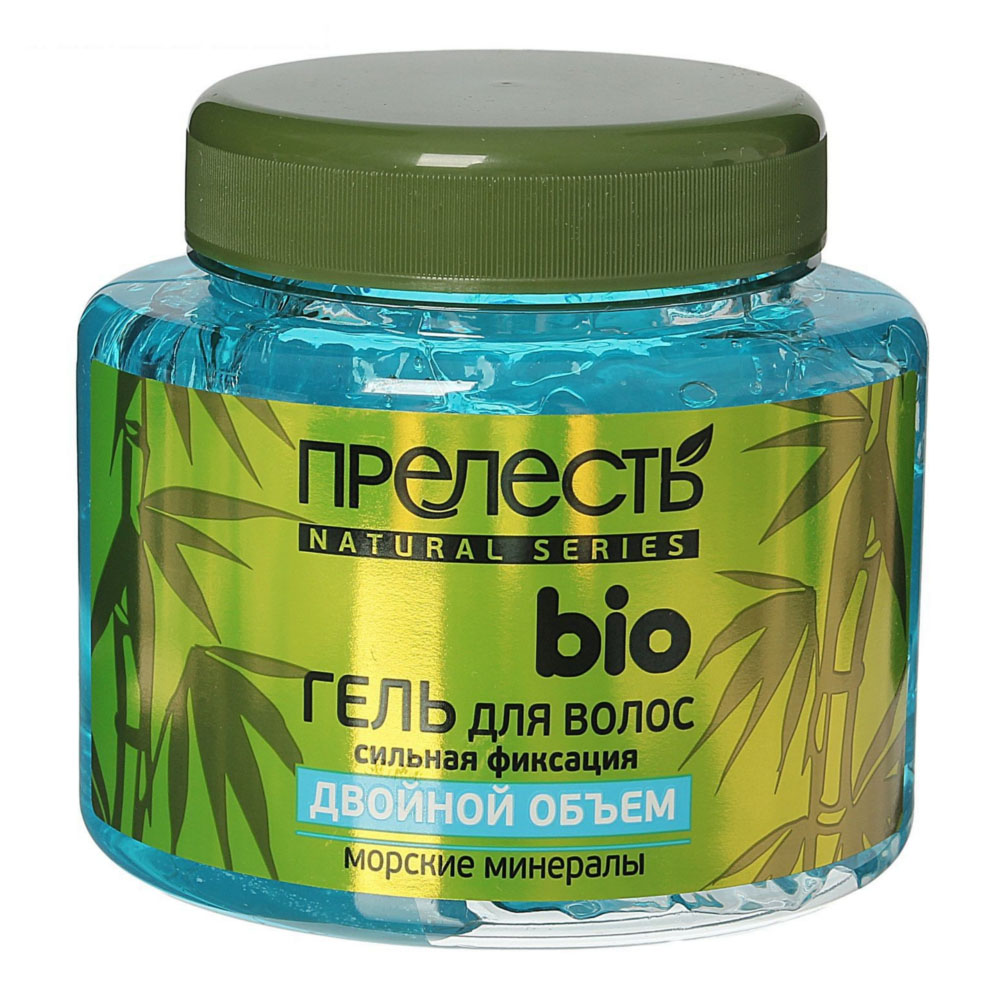 ПРЕЛЕСТЬ
NATURAL SERIES
bio
ГЕЛЬ ДЛЯ ВОЛОС
СИЛЬНАЯ ФИКСАЦИЯ
ДВОЙНОЙ ОБЪЕМ
МОРСКИЕ МИНЕРАЛЫ